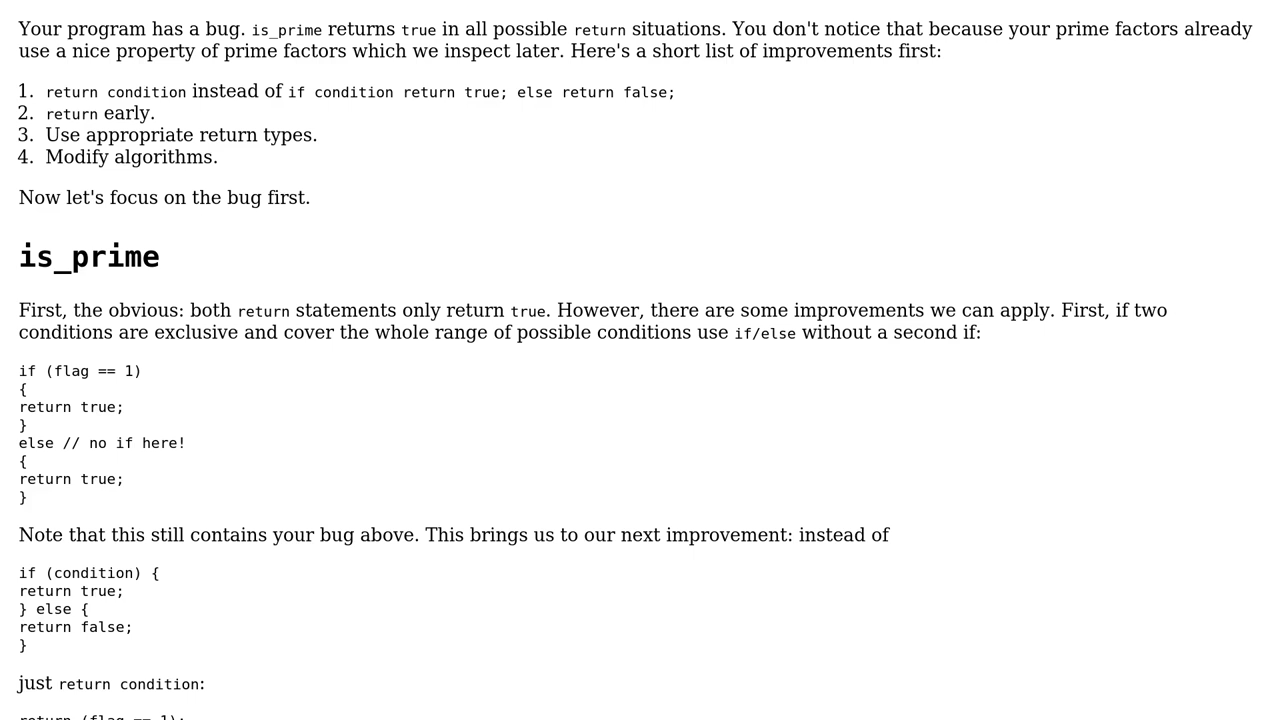 Your program has a bug. is_prime returns true in all possible return situations. You don't notice that because your prime factors already
use a nice property of prime factors which we inspect later. Here's a short list of improvements first:
1. return condition instead of if condition return true; else return false;
2. return early.
3. Use appropriate return types.
4. Modify algorithms.
Now let's focus on the bug first.
is_prime
First, the obvious: both return statements only return true. However, there are some improvements we can apply. First, if two
conditions are exclusive and cover the whole range of possible conditions use if/else without a second if:
if (flag == 1)
{
return true;
}
else // no if here!
{
return true;
}
Note that this still contains your bug above. This brings us to our next improvement: instead of
if (condition) {
return true;
} else {
return false;
}
just return condition:
return (flag == 1);